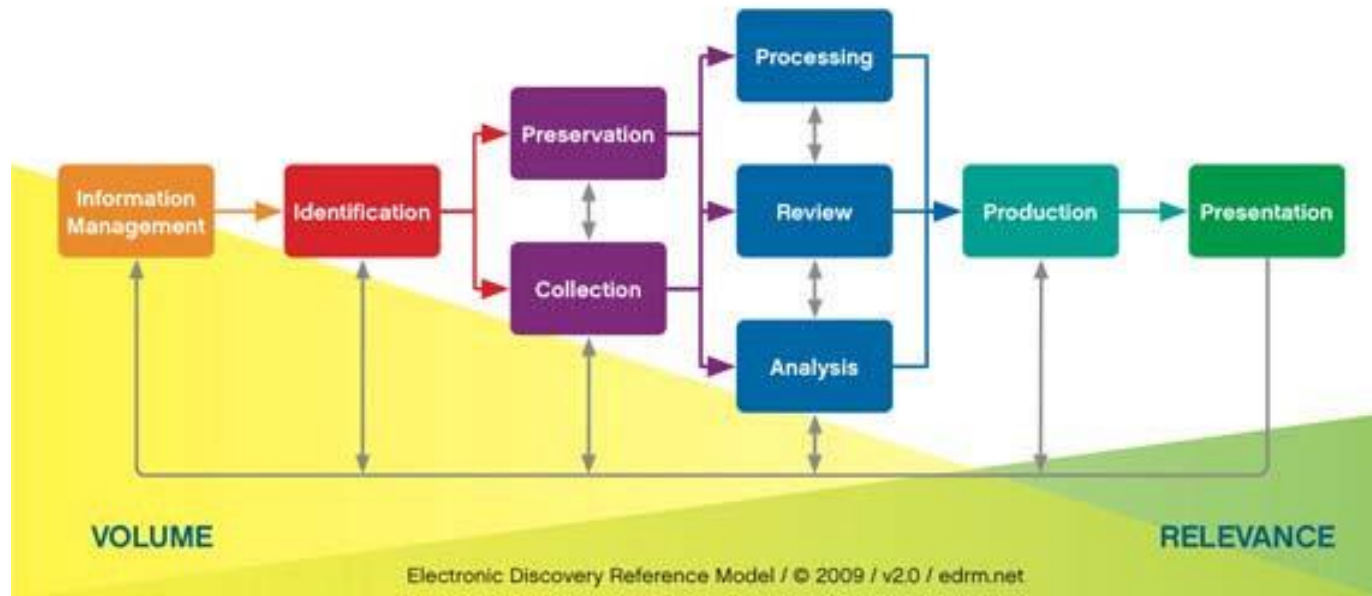 Processing
Preservation
Information
Management
Identification
Review
Production
Presentation
Collection
Analysis
VOLUME
RELEVANCE
Electronic Discovery Reference Model / © 2009 / v2.0 / edrm.net